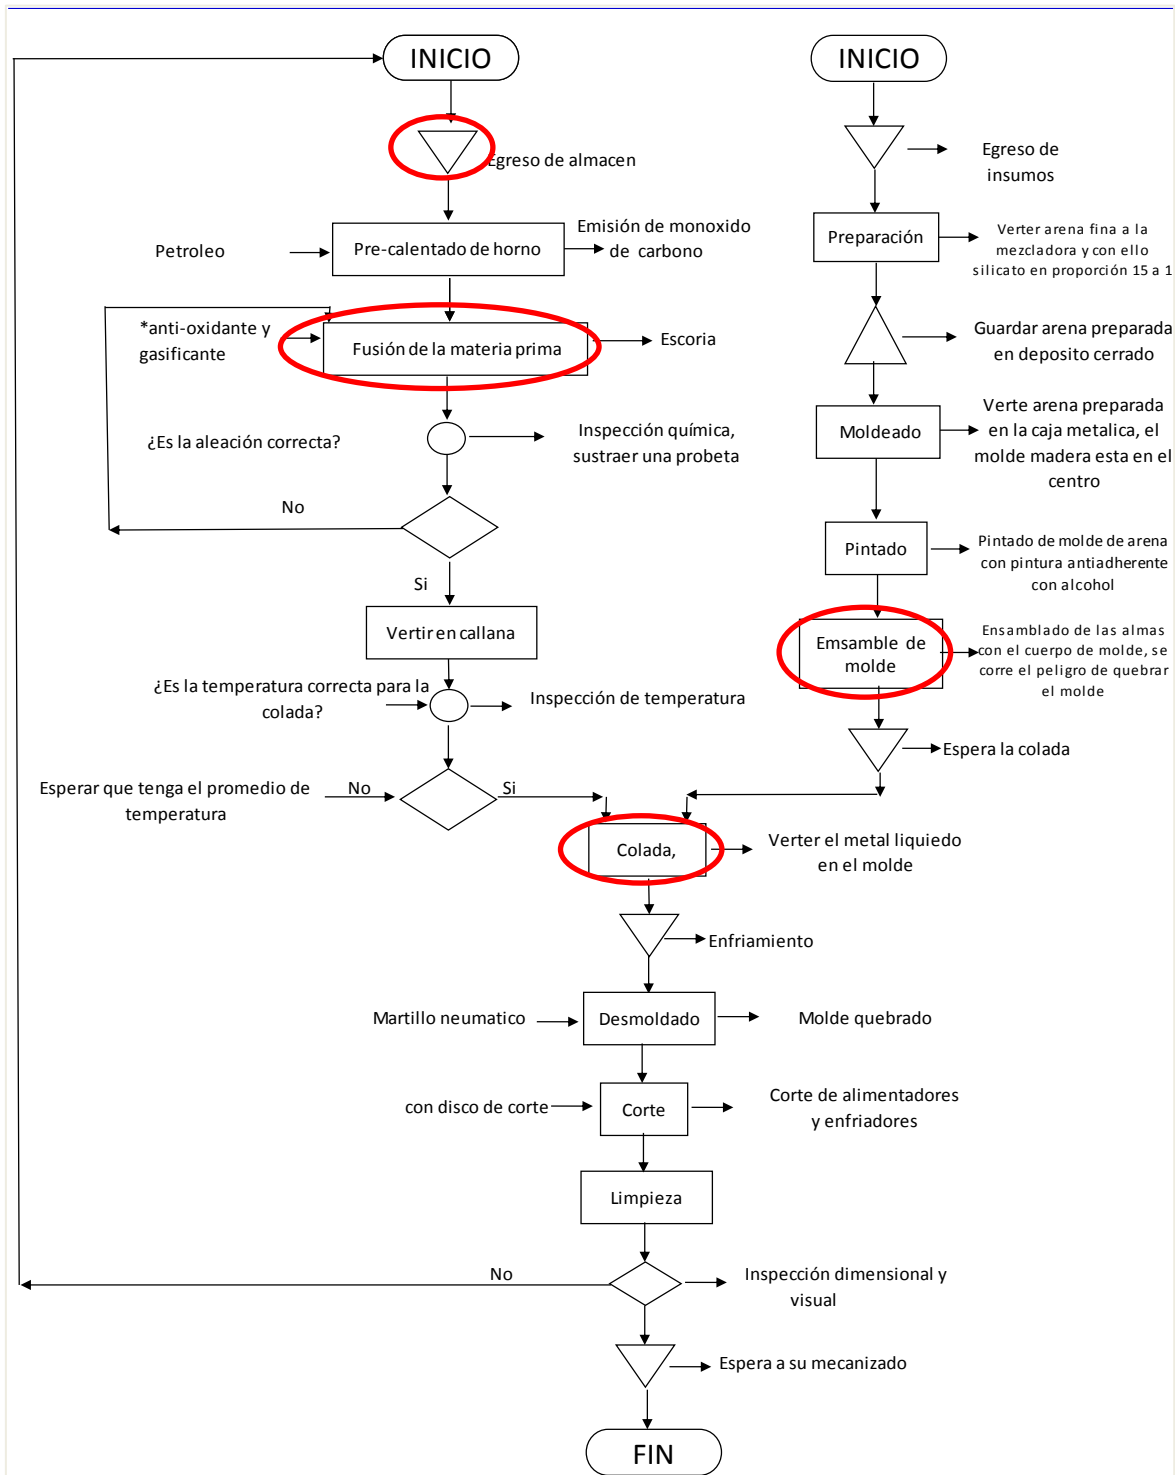 INICIO
INICIO
Egreso de almacen
Egreso de
insumos
Petroleo
Pre-calentado de horno
Emisión de monoxido
de carbono
Preparación
Verter arena fina a la
mezcladora y con ello
silicato en proporción 15 a 1
*anti-oxidante y
gasificante
Fusión de la materia prima
Escoria
Guardar arena preparada
en deposito cerrado
¿Es la aleación correcta?
Inspección química,
sustraer una probeta
Moldeado
Verte arena preparada
en la caja metalica, el
molde madera esta en el
centro
No
Si
Pintado
Pintado de molde de arena
con pintura antiadherente
con alcohol
Vertir en callana
Emsamble de
molde
Ensamblado de las almas
con el cuerpo de molde, se
corre el peligro de quebrar
el molde
¿Es la temperatura correcta para la
colada?
Inspección de temperatura
Espera la colada
Esperar que tenga el promedio de
temperatura
No
Si
Colada,
Verter el metal liquiedo
en el molde
Enfriamiento
Martillo neumatico
Desmoldado
Molde quebrado
con disco de corte
Corte
Corte de alimentadores
y enfriadores
Limpieza
No
Inspección dimensional y
visual
Espera a su mecanizado
FIN